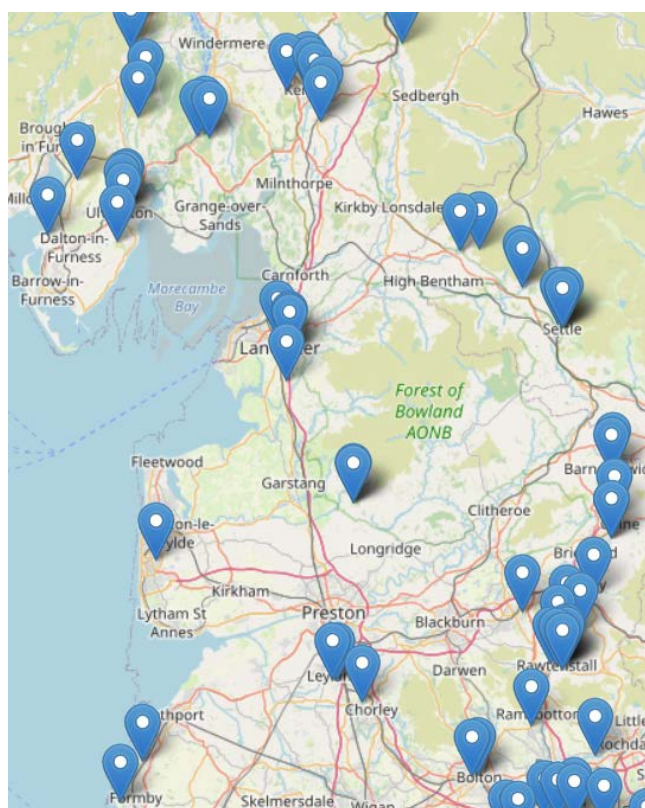 Windermere
Sedbergh
Hawes
Brough
in Furness
Milnthorpe
Kirkby Lonsdale
Grange-over-
Sands
Dalton-in-
Furness
Barrow-in-
Furness
Carnforth
High Bentham
Morecambe
Bay
Settle
Forest of
Bowland
AONB
Fleetwood
Garstang
Clitheroe
Longridge
Kirkham
Lytham St
Annes
Preston
Blackburn
Darwen
Rawtenstall
Chorley
Bolton
Formby
Skelmersdale
Wigan